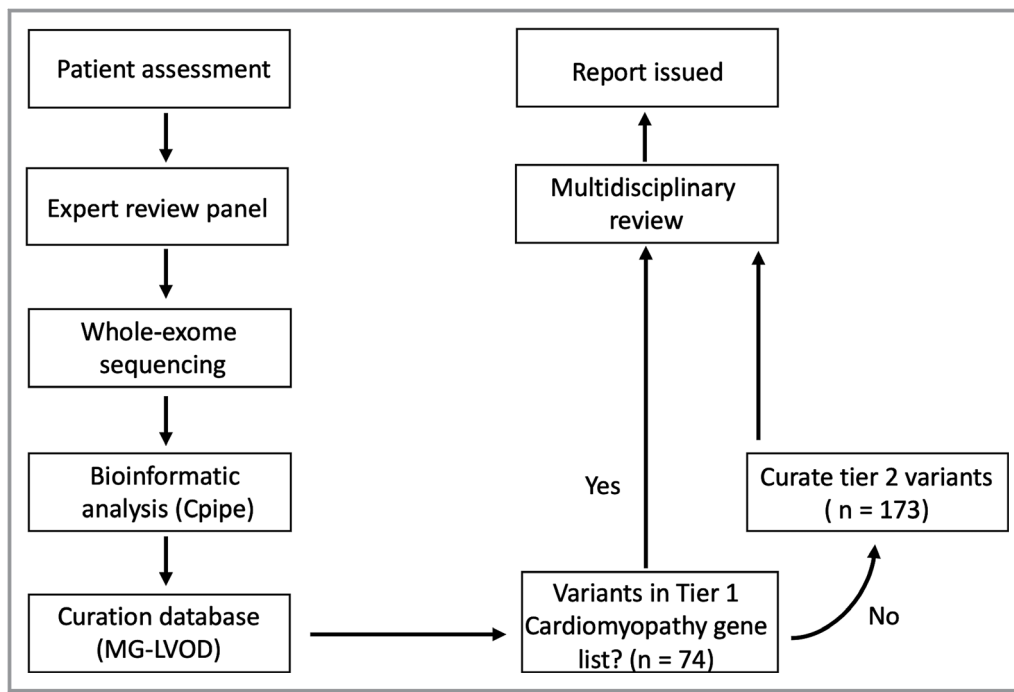 Patient assessment
Expert review panel
Whole-exome
sequencing
Bioinformatic
analysis (Cpipe)
Curation database
(MG-LVOD)
Report issued
Multidisciplinary
review
Yes
Curate tier 2 variants
( n = 173)
Variants in Tier 1
Cardiomyopathy gene
list? (n = 74)
No